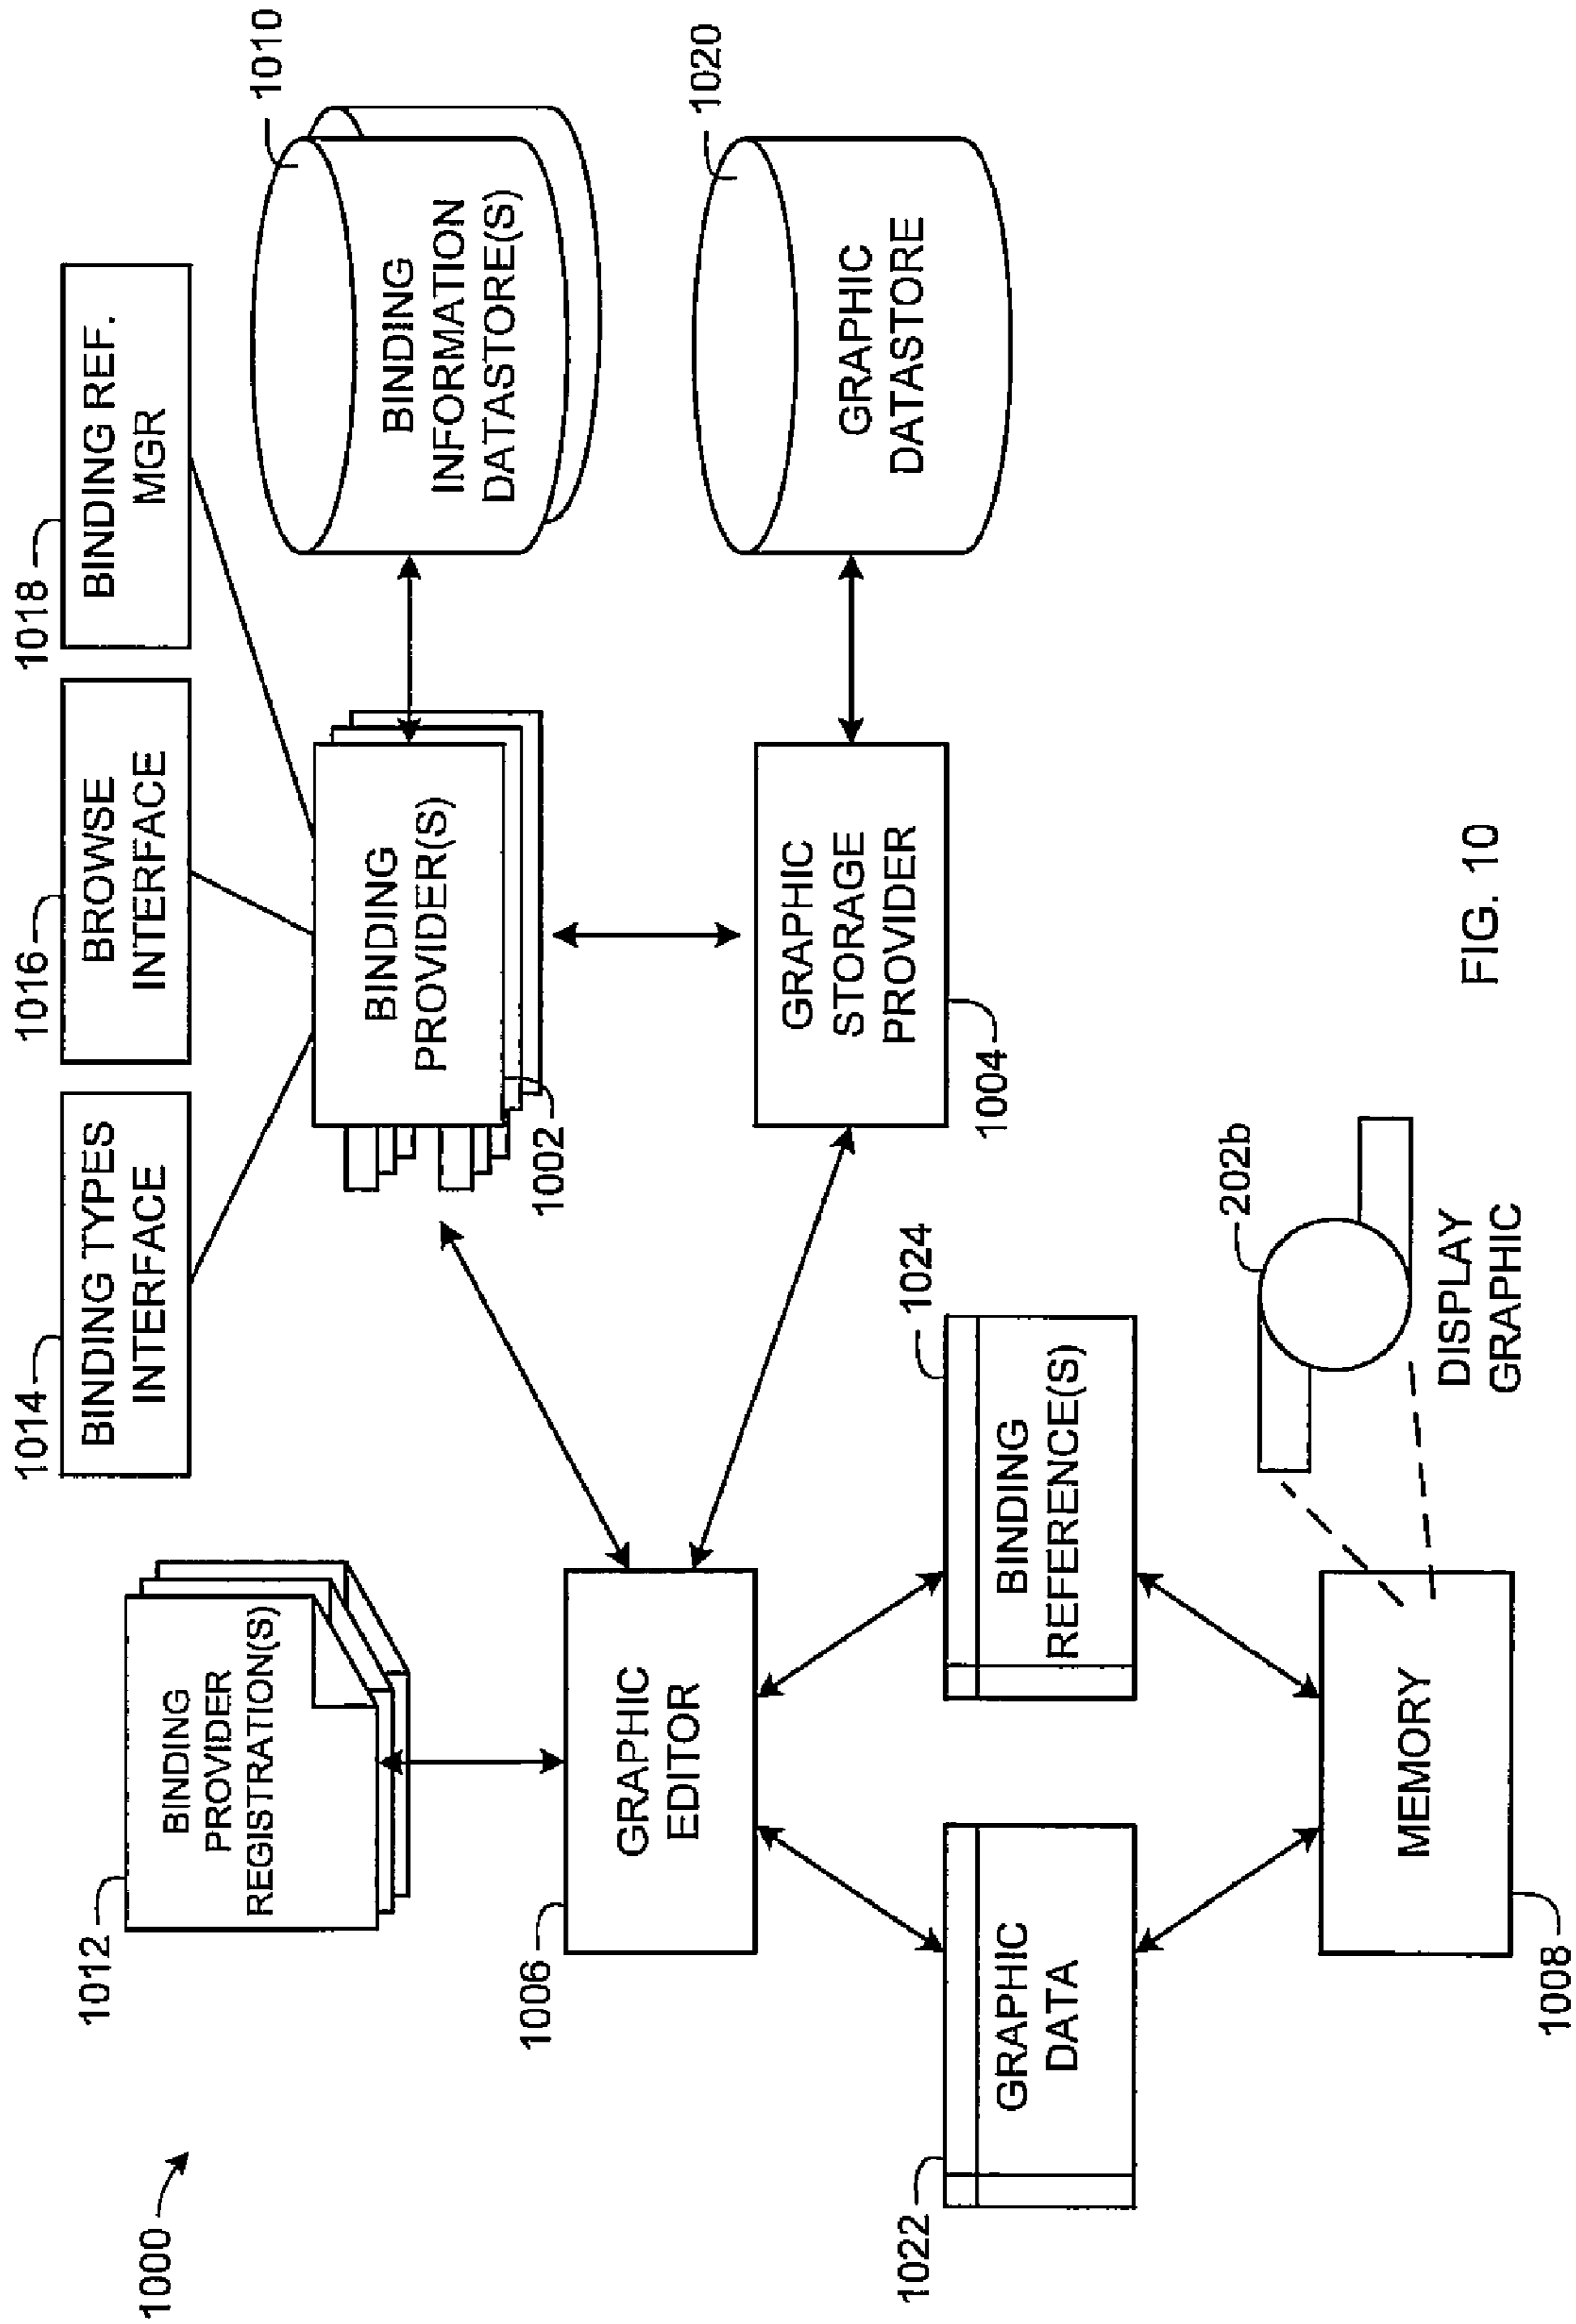 1000
1012
BINDING
PROVIDER
REGISTRATION(S)
1014
BINDING TYPES
INTERFACE
1016
BROWSE
INTERFACE
1018
BINDING REF.
MGR
1006
GRAPHIC
EDITOR
BINDING
PROVIDER(S)
1002
1010
BINDING
INFORMATION
DATASTORE(S)
GRAPHIC
STORAGE
PROVIDER
1004
1020
GRAPHIC
DATASTORE
1022
GRAPHIC
DATA
1024
BINDING
REFERENCE(S)
MEMORY
1008
202b
DISPLAY
GRAPHIC
FIG. 10